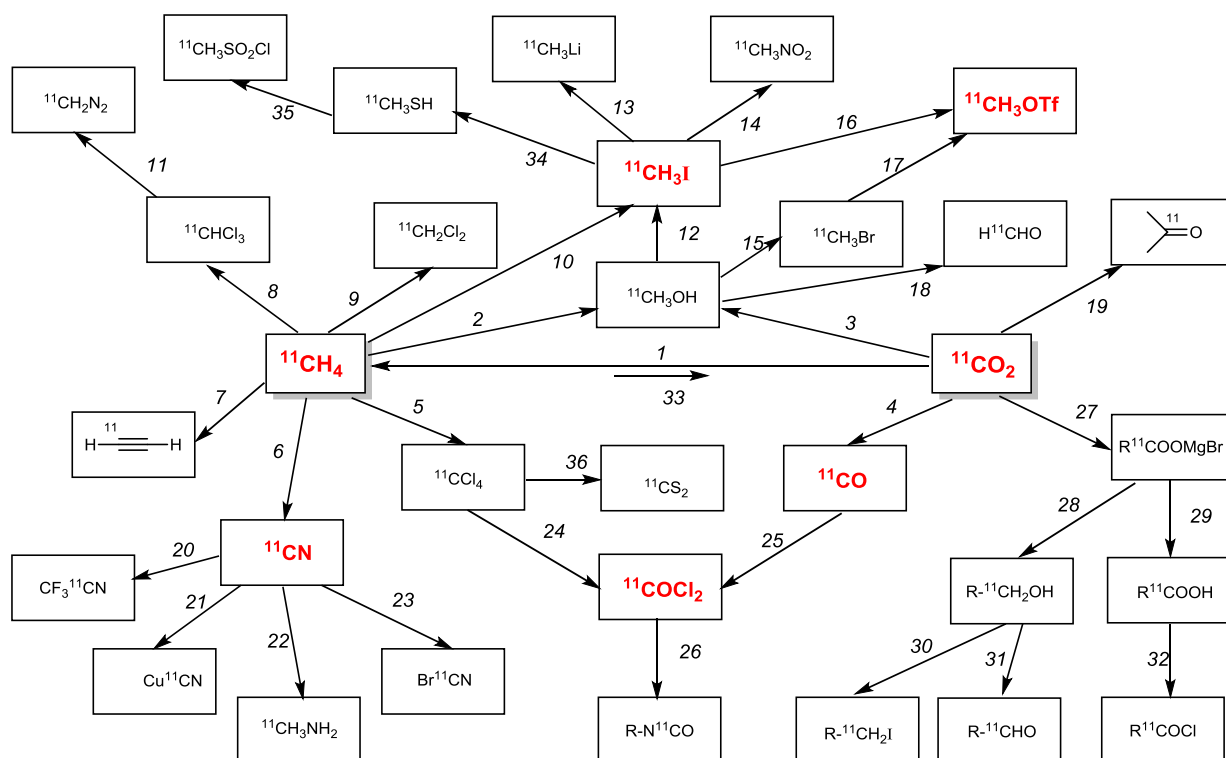 ¹¹CH₃SO₂Cl
¹¹CH₃Li
¹¹CH₃NO₂
¹¹CH₂N₂
35
¹¹CH₃SH
13
14
16
¹¹CH₃OTf
34
¹¹CH₃I
17
11
¹¹CHCl₃
¹¹CH₂Cl₂
10
12
15
¹¹CH₃Br
H¹¹CHO
11
O
8
9
2
¹¹CH₃OH
18
3
19
¹¹CH₄
1
33
¹¹CO₂
7
5
4
27
11
H
H
6
¹¹CCl₄
36
¹¹CS₂
¹¹CO
R¹¹COOMgBr
20
¹¹CN
24
25
28
29
CF₃¹¹CN
21
22
23
¹¹COCl₂
R-¹¹CH₂OH
R¹¹COOH
Cu¹¹CN
Br¹¹CN
26
30
31
32
¹¹CH₃NH₂
R-N¹¹CO
R-¹¹CH₂I
R-¹¹CHO
R¹¹COCl